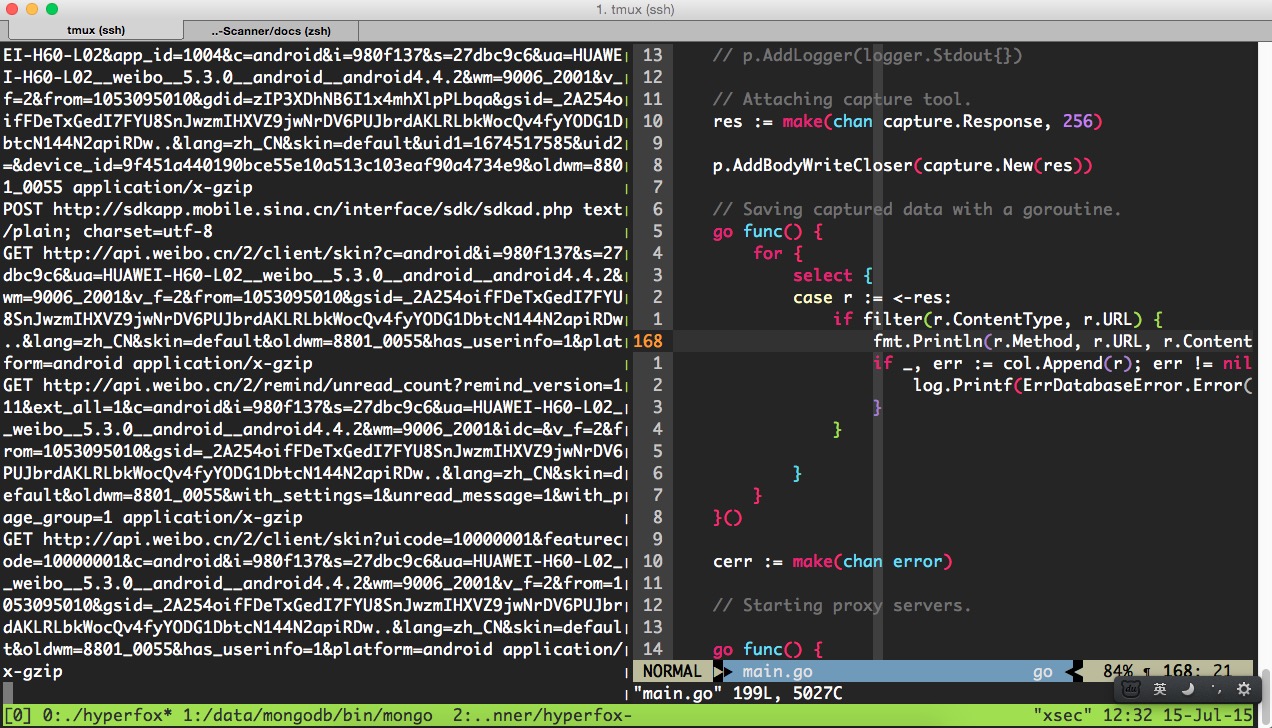 1. tmux (ssh)
tmux (ssh)
..-Scanner/docs (zsh)
EI-H60-L02&app_id=1004&c=android&i=980f137&s=27dbc9c6&ua=HUAWE
I-H60-L02__weibo__5.3.0__android__android4.4.2&wm=9006_2001&v_
f=2&from=1053095010&gdid=zIP3XDhNB6I1x4mhXlpPLbqa&gsid=_2A254o
ifFDeTxGedI7FYU8SnJwzmIHXVZ9jwNrDV6PUJbrdAKLRLbkWocQv4fyYODG1D
btcN144N2apiRDw..&lang=zh_CN&skin=default&uid1=1674517585&uid2
=&device_id=9f451a440190bce55e10a513c103eaf90a4734e9&oldwm=880
1_0055 application/x-gzip
POST http://sdkapp.mobile.sina.cn/interface/sdk/sdkad.php text
/plain; charset=utf-8
GET http://api.weibo.cn/2/client/skin?c=android&i=980f137&s=27
dbc9c6&ua=HUAWEI-H60-L02__weibo__5.3.0__android__android4.4.2&
wm=9006_2001&v_f=2&from=1053095010&gsid=_2A254oifFDeTxGedI7FYU
8SnJwzmIHXVZ9jwNrDV6PUJbrdAKLRLbkWocQv4fyYODG1DbtcN144N2apiRDw
..&lang=zh_CN&skin=default&oldwm=8801_0055&has_userinfo=1&plat
form=android application/x-gzip
GET http://api.weibo.cn/2/remind/unread_count?remind_version=1
11&ext_all=1&c=android&i=980f137&s=27dbc9c6&ua=HUAWEI-H60-L02_
_weibo__5.3.0__android__android4.4.2&wm=9006_2001&idc=&v_f=2&f
rom=1053095010&gsid=_2A254oifFDeTxGedI7FYU8SnJwzmIHXVZ9jwNrDV6
PUJbrdAKLRLbkWocQv4fyYODG1DbtcN144N2apiRDw..&lang=zh_CN&skin=d
efault&oldwm=8801_0055&with_settings=1&unread_message=1&with_p
age_group=1 application/x-gzip
GET http://api.weibo.cn/2/client/skin?uicode=10000001&featurec
ode=10000001&c=android&i=980f137&s=27dbc9c6&ua=HUAWEI-H60-L02_
_weibo__5.3.0__android__android4.4.2&wm=9006_2001&v_f=2&from=1
053095010&gsid=_2A254oifFDeTxGedI7FYU8SnJwzmIHXVZ9jwNrDV6PUJbr
dAKLRLbkWocQv4fyYODG1DbtcN144N2apiRDw..&lang=zh_CN&skin=defaul
t&oldwm=8801_0055&has_userinfo=1&platform=android application/
x-gzip
13 // p.AddLogger(logger.Stdout{})
12
11 // Attaching capture tool.
10 res := make(chan capture.Response, 256)
9
8 p.AddBodyWriteCloser(capture.New(res))
7
6 // Saving captured data with a goroutine.
5 go func() {
4 for {
3 select {
2 case r := <-res:
1 if filter(r.ContentType, r.URL) {
168 fmt.Println(r.Method, r.URL, r.Content
1 if _, err := col.Append(r); err != nil
2 log.Printf(ErrDatabaseError.Error(
3 }
4 }
5
6 }
7 }
8 }()
9
10 cerr := make(chan error)
11
12 // Starting proxy servers.
13
14 go func() {
NORMAL main.go go 84% ¶ 168: 21
"main.go" 199L, 5027C
du 英
[0] 0:./hyperfox* 1:/data/mongodb/bin/mongo 2:..nner/hyperfox- "xsec" 12:32 15-Jul-15